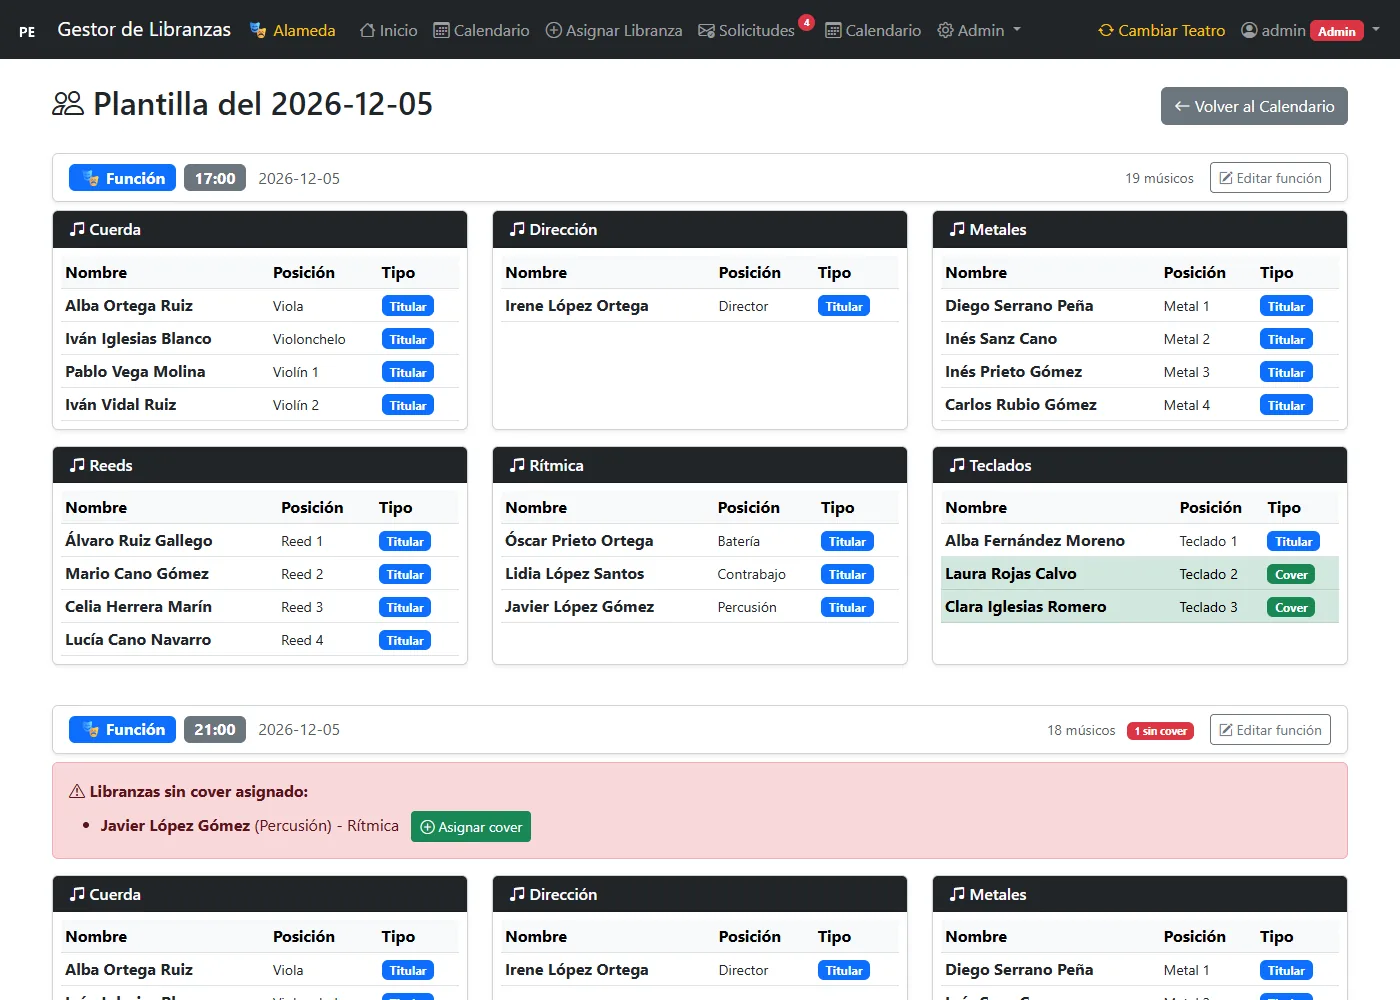 PE Gestor de Libranzas Alameda Inicio Calendario Asignar Libranza Solicitudes 4 Calendario Admin Cambiar Teatro admin Admin
Plantilla del 2026-12-05 Volver al Calendario
Función 17:00 2026-12-05 19 músicos Editar función
Cuerda
Nombre Posición Tipo
Alba Ortega Ruiz Viola Titular
Iván Iglesias Blanco Violonchelo Titular
Pablo Vega Molina Violín 1 Titular
Iván Vidal Ruiz Violín 2 Titular
Dirección
Nombre Posición Tipo
Irene López Ortega Director Titular
Metales
Nombre Posición Tipo
Diego Serrano Peña Metal 1 Titular
Inés Sanz Cano Metal 2 Titular
Inés Prieto Gómez Metal 3 Titular
Carlos Rubio Gómez Metal 4 Titular
Reeds
Nombre Posición Tipo
Álvaro Ruiz Gallego Reed 1 Titular
Mario Cano Gómez Reed 2 Titular
Celia Herrera Marín Reed 3 Titular
Lucía Cano Navarro Reed 4 Titular
Rítmica
Nombre Posición Tipo
Óscar Prieto Ortega Batería Titular
Lidia López Santos Contrabajo Titular
Javier López Gómez Percusión Titular
Teclados
Nombre Posición Tipo
Alba Fernández Moreno Teclado 1 Titular
Laura Rojas Calvo Teclado 2 Cover
Clara Iglesias Romero Teclado 3 Cover
Función 21:00 2026-12-05 18 músicos 1 sin cover Editar función
Libranzas sin cover asignado:
Javier López Gómez (Percusión) - Rítmica Asignar cover
Cuerda
Nombre Posición Tipo
Alba Ortega Ruiz Viola Titular
Dirección
Nombre Posición Tipo
Irene López Ortega Director Titular
Metales
Nombre Posición Tipo
Diego Serrano Peña Metal 1 Titular